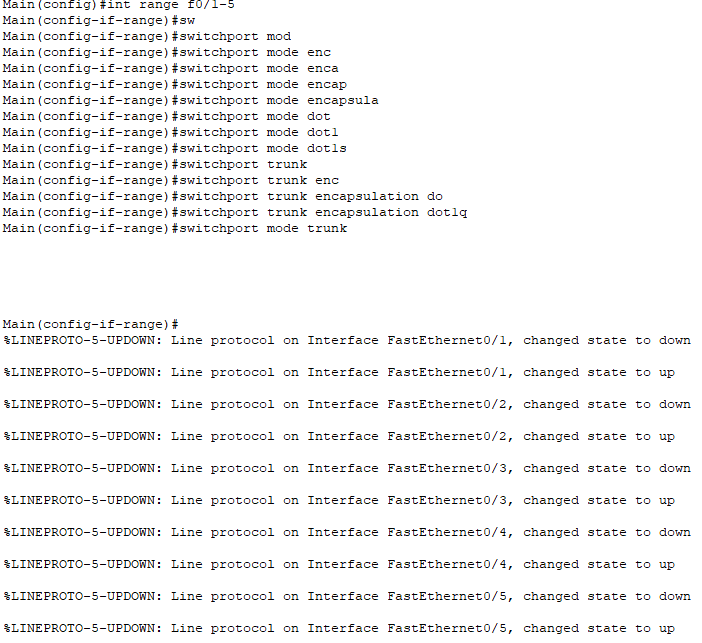 Main(config)#int range f0/1-5
Main(config-if-range)#sw
Main(config-if-range)#switchport mod
Main(config-if-range)#switchport mode enc
Main(config-if-range)#switchport mode enca
Main(config-if-range)#switchport mode encap
Main(config-if-range)#switchport mode encapsula
Main(config-if-range)#switchport mode dot
Main(config-if-range)#switchport mode dot1
Main(config-if-range)#switchport mode dot1s
Main(config-if-range)#switchport trunk
Main(config-if-range)#switchport trunk enc
Main(config-if-range)#switchport trunk encapsulation do
Main(config-if-range)#switchport trunk encapsulation dot1q
Main(config-if-range)#switchport mode trunk
Main(config-if-range)#
%LINEPROTO-5-UPDOWN: Line protocol on Interface FastEthernet0/1, changed state to down
%LINEPROTO-5-UPDOWN: Line protocol on Interface FastEthernet0/1, changed state to up
%LINEPROTO-5-UPDOWN: Line protocol on Interface FastEthernet0/2, changed state to down
%LINEPROTO-5-UPDOWN: Line protocol on Interface FastEthernet0/2, changed state to up
%LINEPROTO-5-UPDOWN: Line protocol on Interface FastEthernet0/3, changed state to down
%LINEPROTO-5-UPDOWN: Line protocol on Interface FastEthernet0/3, changed state to up
%LINEPROTO-5-UPDOWN: Line protocol on Interface FastEthernet0/4, changed state to down
%LINEPROTO-5-UPDOWN: Line protocol on Interface FastEthernet0/4, changed state to up
%LINEPROTO-5-UPDOWN: Line protocol on Interface FastEthernet0/5, changed state to down
%LINEPROTO-5-UPDOWN: Line protocol on Interface FastEthernet0/5, changed state to up